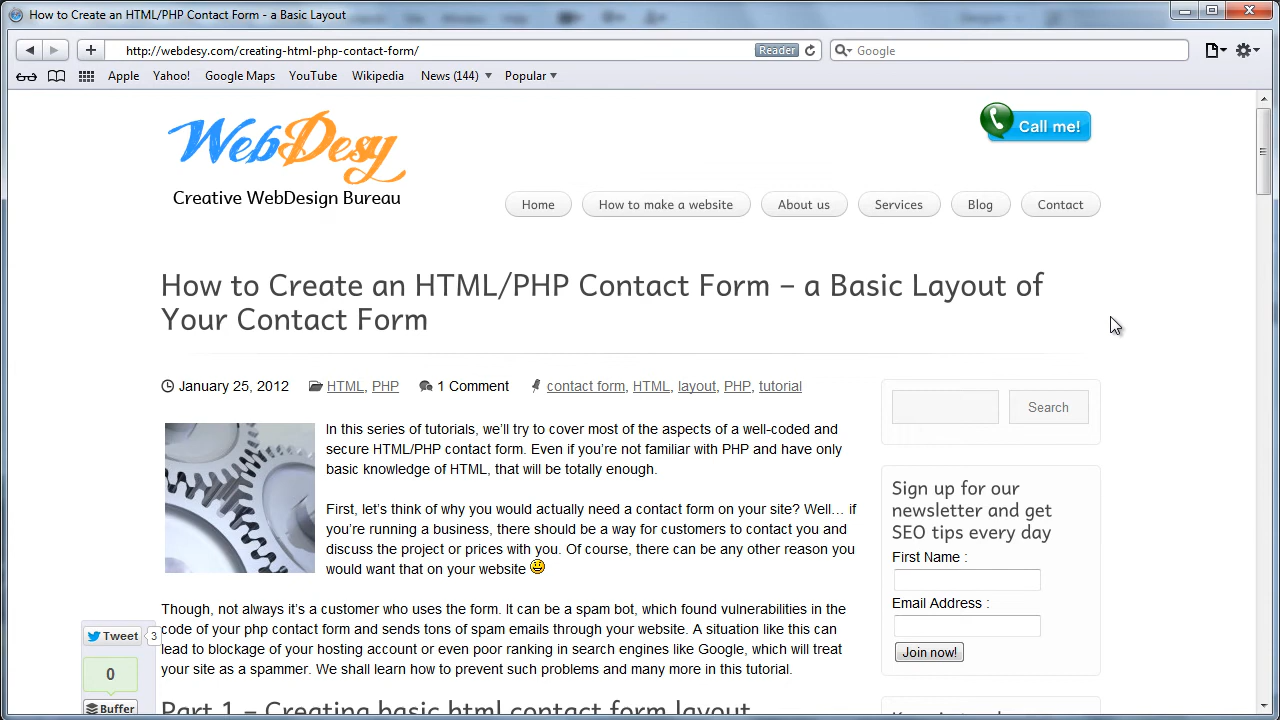 How to Create an HTML/PHP Contact Form - a Basic Layout
http://webdesy.com/creating-html-php-contact-form/
Reader
Google
Apple
Yahoo!
Google Maps
YouTube
Wikipedia
News (144)
Popular
WebDesy
Creative WebDesign Bureau
Call me!
Home
How to make a website
About us
Services
Blog
Contact
How to Create an HTML/PHP Contact Form – a Basic Layout of
Your Contact Form
January 25, 2012
HTML, PHP
1 Comment
contact form, HTML, layout, PHP, tutorial
In this series of tutorials, we'll try to cover most of the aspects of a well-coded and
secure HTML/PHP contact form. Even if you're not familiar with PHP and have only
basic knowledge of HTML, that will be totally enough.
First, let's think of why you would actually need a contact form on your site? Well… if
you're running a business, there should be a way for customers to contact you and
discuss the project or prices with you. Of course, there can be any other reason you
would want that on your website
Though, not always it's a customer who uses the form. It can be a spam bot, which found vulnerabilities in the
code of your php contact form and sends tons of spam emails through your website. A situation like this can
lead to blockage of your hosting account or even poor ranking in search engines like Google, which will treat
your site as a spammer. We shall learn how to prevent such problems and many more in this tutorial.
Part 1 – Creating basic html contact form layout
Search
Sign up for our
newsletter and get
SEO tips every day
First Name :
Email Address :
Join now!
Tweet
3
0
Buffer